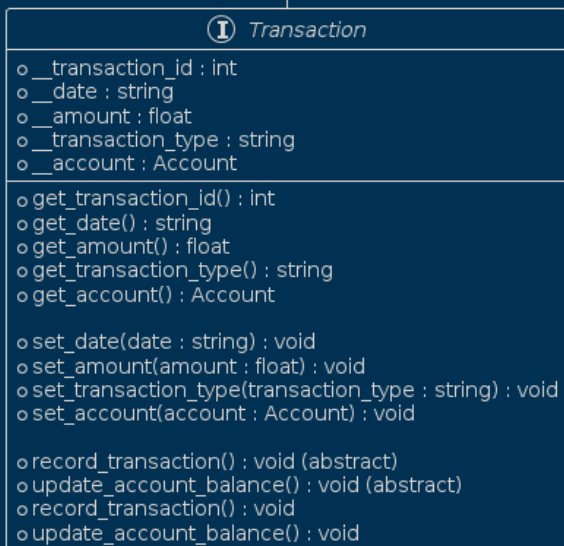 I Transaction
__transaction_id : int
__date : string
__amount : float
__transaction_type : string
__account : Account
get_transaction_id() : int
get_date() : string
get_amount() : float
get_transaction_type() : string
get_account() : Account
set_date(date : string) : void
set_amount(amount : float) : void
set_transaction_type(transaction_type : string) : void
set_account(account : Account) : void
record_transaction() : void (abstract)
update_account_balance() : void (abstract)
record_transaction() : void
update_account_balance() : void